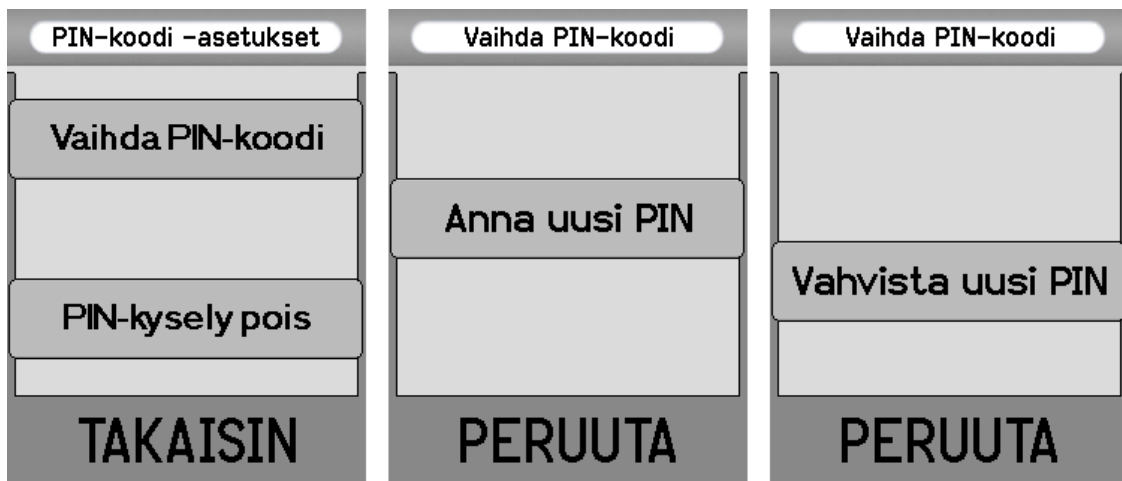 PIN-koodi -asetukset
Vaihda PIN-koodi
PIN-kysely pois
TAKAISIN
Vaihda PIN-koodi
Anna uusi PIN
PERUUTA
Vaihda PIN-koodi
Vahvista uusi PIN
PERUUTA